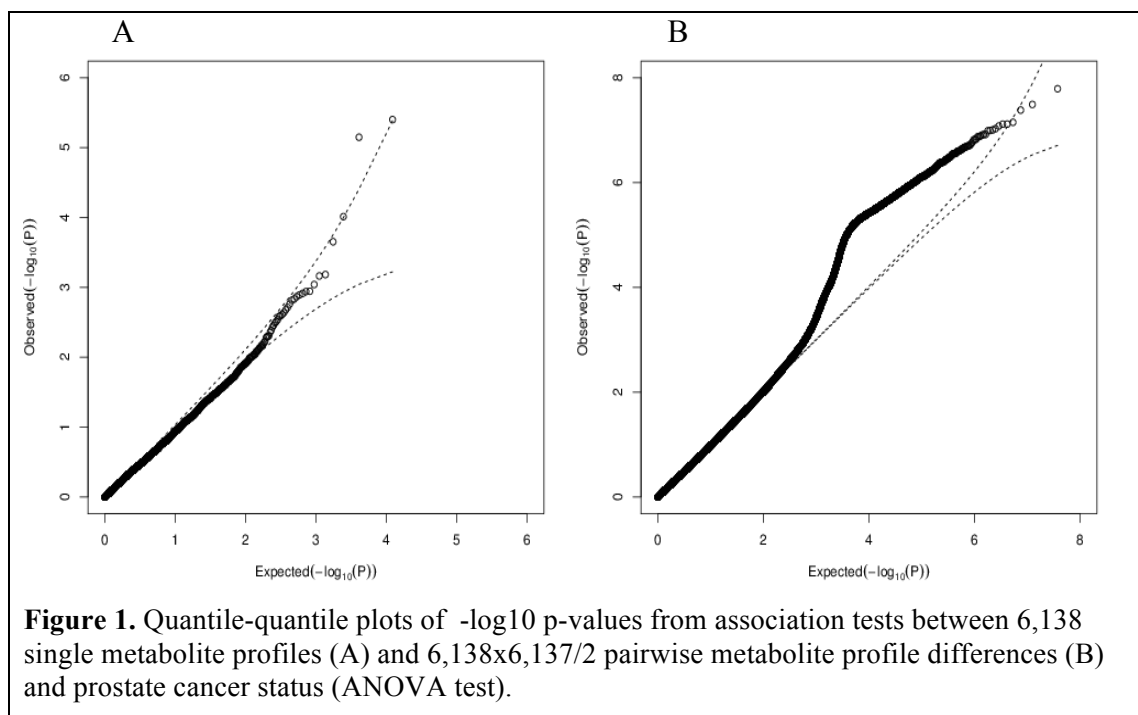 A
B
6
5
4
3
2
1
0
Observed(-log10(P))
0 1 2 3 4 5 6
Expected(-log10(P))
8
6
4
2
0
Observed(-log10(P))
0 2 4 6 8
Expected(-log10(P))
Figure 1. Quantile-quantile plots of -log10 p-values from association tests between 6,138
single metabolite profiles (A) and 6,138x6,137/2 pairwise metabolite profile differences (B)
and prostate cancer status (ANOVA test).